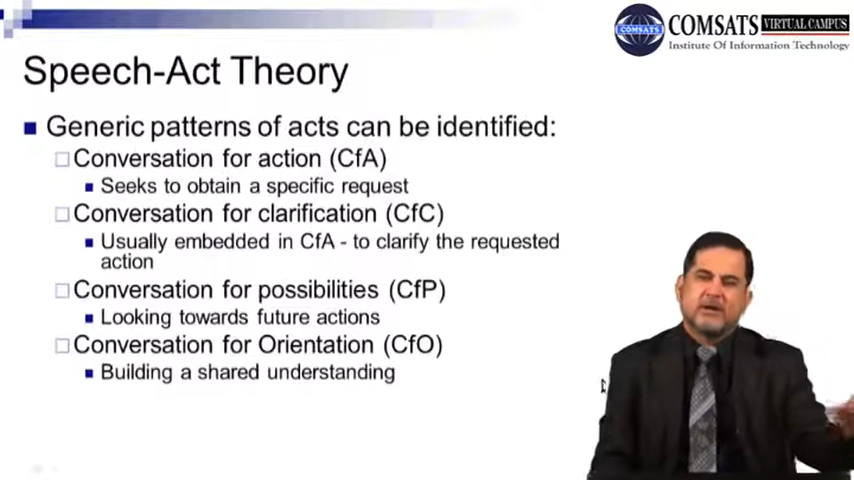 COMSATS
COMSATS VIRTUAL CAMPUS
Institute Of Information Technology
Speech-Act Theory
Generic patterns of acts can be identified:
Conversation for action (CfA)
Seeks to obtain a specific request
Conversation for clarification (CfC)
Usually embedded in CfA - to clarify the requested
action
Conversation for possibilities (CfP)
Looking towards future actions
Conversation for Orientation (CfO)
Building a shared understanding